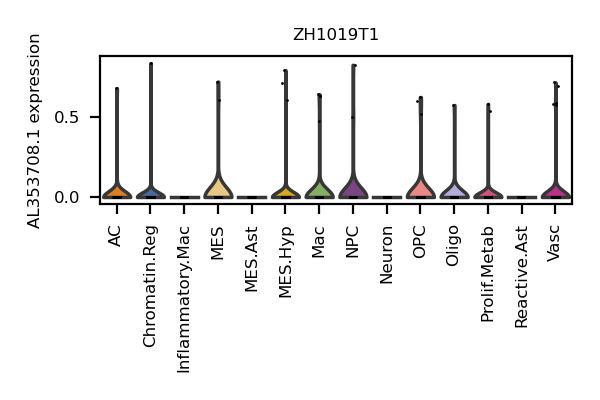 ZH1019T1
AL353708.1 expression
0.5
0.0
AC
Chromatin.Reg
Inflammatory.Mac
MES
MES.Ast
MES.Hyp
Mac
NPC
Neuron
OPC
Oligo
Prolif.Metab
Reactive.Ast
Vasc